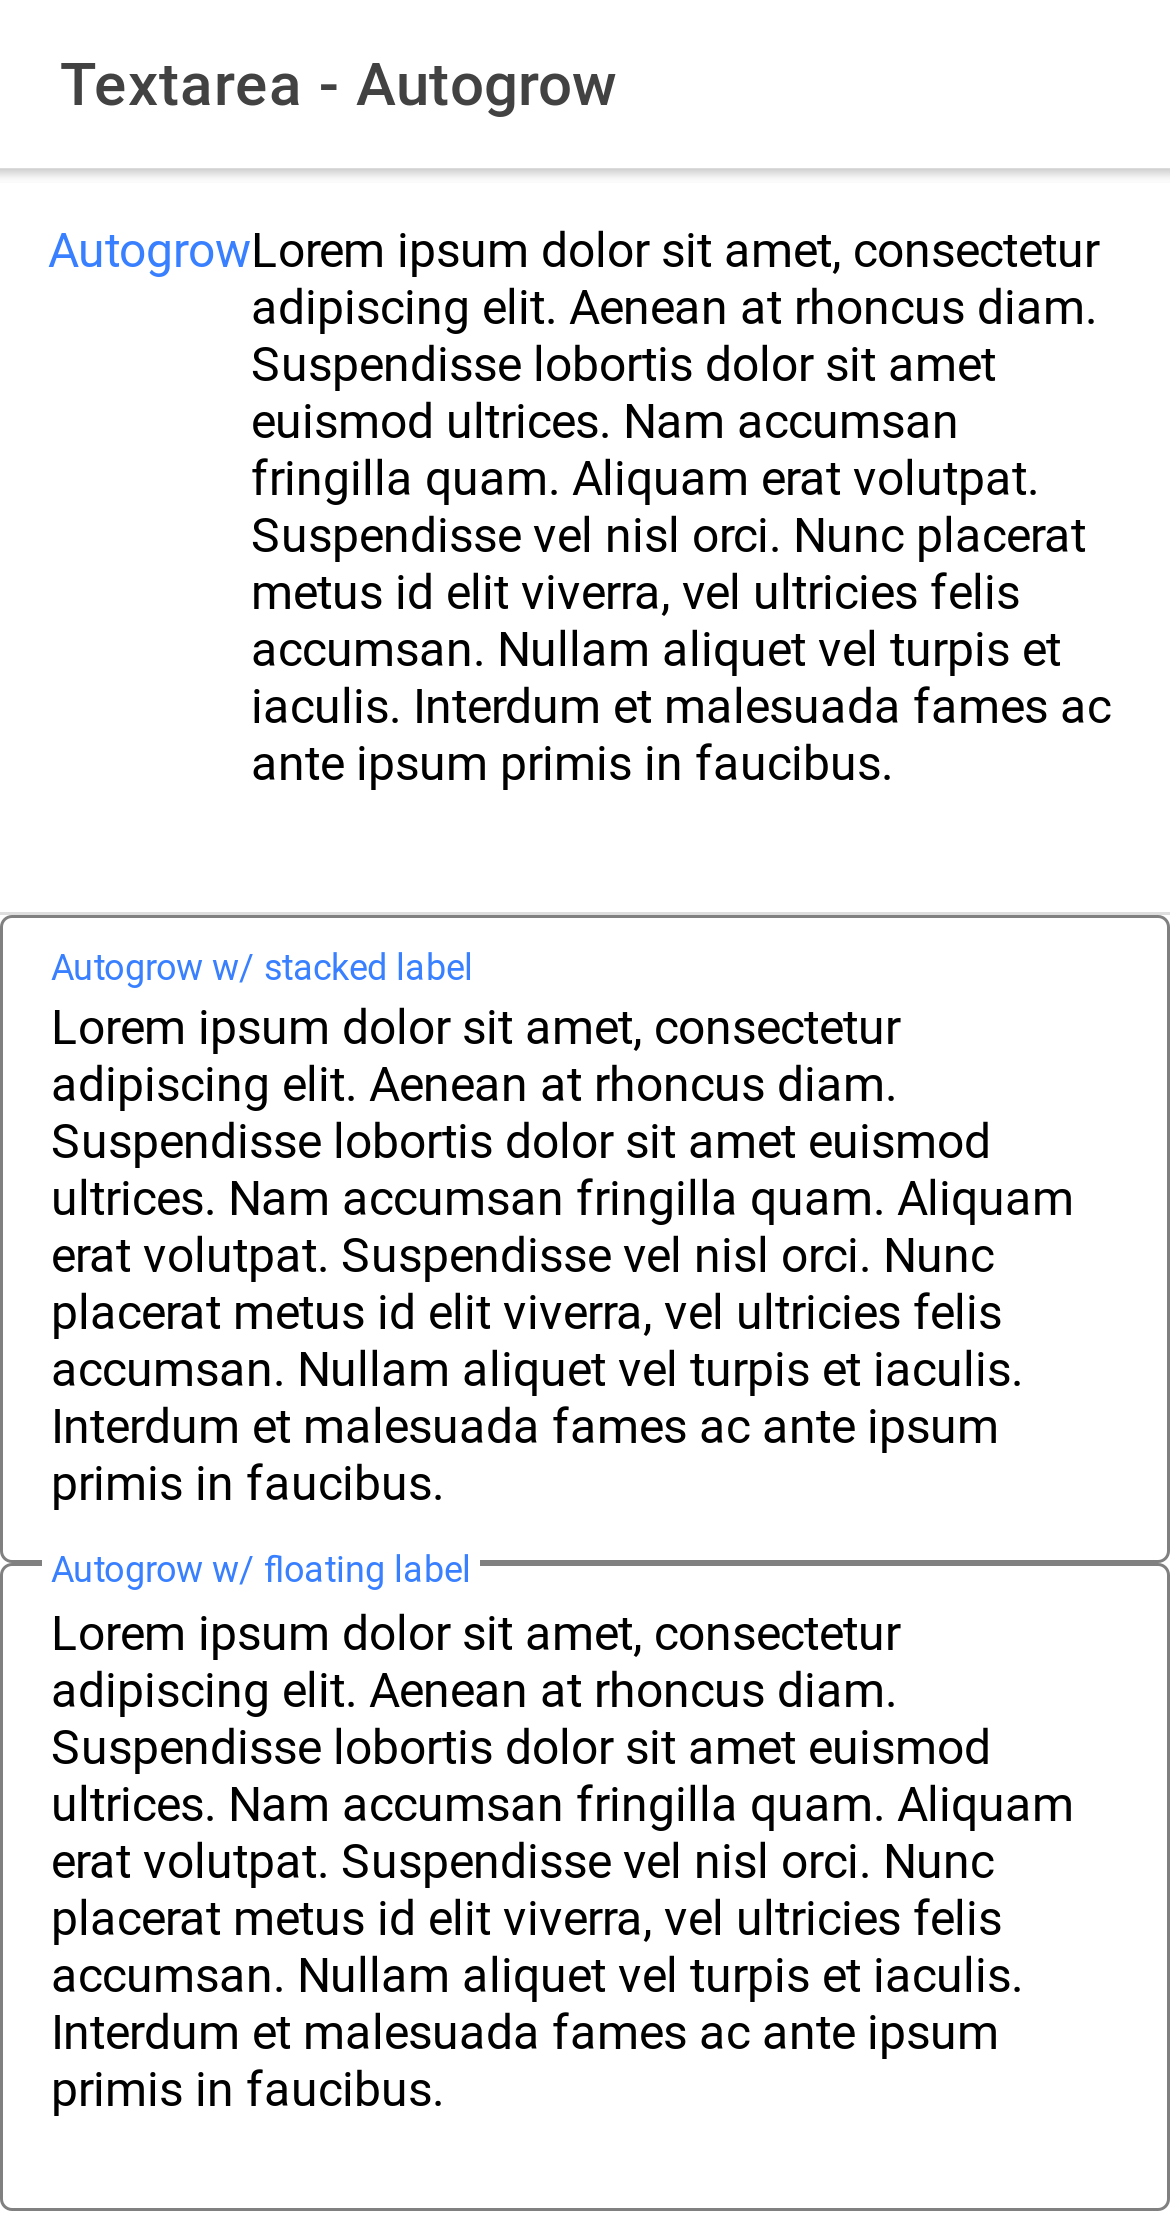 Textarea - Autogrow
Autogrow Lorem ipsum dolor sit amet, consectetur
adipiscing elit. Aenean at rhoncus diam.
Suspendisse lobortis dolor sit amet
euismod ultrices. Nam accumsan
fringilla quam. Aliquam erat volutpat.
Suspendisse vel nisl orci. Nunc placerat
metus id elit viverra, vel ultricies felis
accumsan. Nullam aliquet vel turpis et
iaculis. Interdum et malesuada fames ac
ante ipsum primis in faucibus.
Autogrow w/ stacked label
Lorem ipsum dolor sit amet, consectetur
adipiscing elit. Aenean at rhoncus diam.
Suspendisse lobortis dolor sit amet euismod
ultrices. Nam accumsan fringilla quam. Aliquam
erat volutpat. Suspendisse vel nisl orci. Nunc
placerat metus id elit viverra, vel ultricies felis
accumsan. Nullam aliquet vel turpis et iaculis.
Interdum et malesuada fames ac ante ipsum
primis in faucibus.
Autogrow w/ floating label
Lorem ipsum dolor sit amet, consectetur
adipiscing elit. Aenean at rhoncus diam.
Suspendisse lobortis dolor sit amet euismod
ultrices. Nam accumsan fringilla quam. Aliquam
erat volutpat. Suspendisse vel nisl orci. Nunc
placerat metus id elit viverra, vel ultricies felis
accumsan. Nullam aliquet vel turpis et iaculis.
Interdum et malesuada fames ac ante ipsum
primis in faucibus.